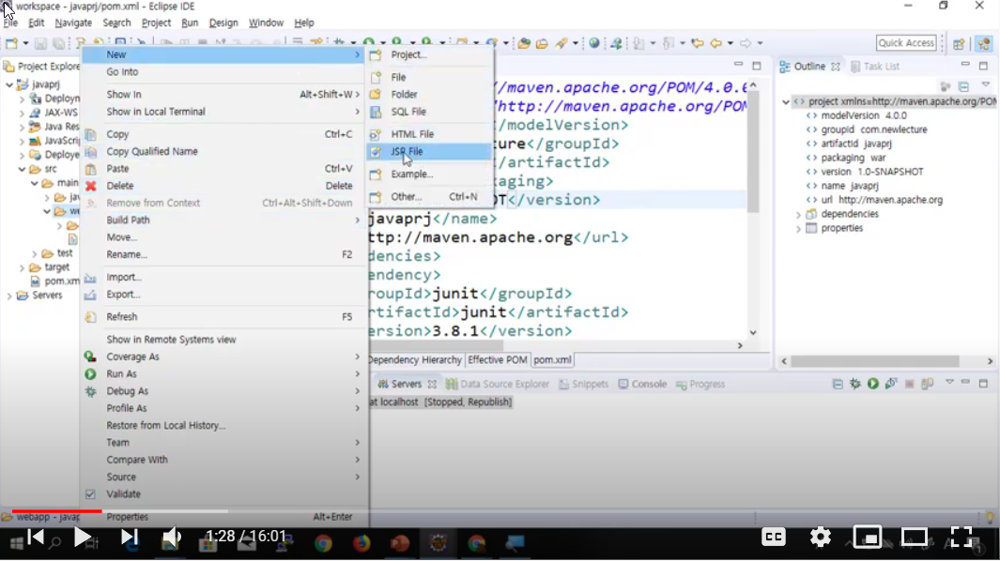 workspace - javaprj/pom.xml - Eclipse IDE
File Edit Navigate Search Project Run Design Window Help
Quick Access
Project Explore
javaprj
Deployn
JAX-WS
Java Res
JavaScrip
Deploye
src
main
jav
we
test
target
pom.xm
Servers
New
Go Into
Show In Alt+Shift+W >
Show in Local Terminal >
Copy Ctrl+C
Copy Qualified Name
Paste Ctrl+V
Delete Delete
Remove from Context Ctrl+Alt+Shift+Down
Build Path >
Move...
Rename... F2
Import...
Export...
Refresh F5
Show in Remote Systems view
Coverage As >
Run As >
Debug As >
Profile As >
Restore from Local History...
Team >
Compare With >
Source >
Validate
Properties Alt+Enter
Project...
File
Folder
SQL File
HTML File
JSP File
Example...
Other... Ctrl+N
//maven.apache.org/POM/4.0.0
'http://maven.apache.org/POM
</modelVersion>
ture</groupId>
</artifactId>
aging>
OT</version>
javaprj</name>
ttp://maven.apache.org</url>
dencies>
endency>
roupId>junit</groupId>
rtifactId>junit</artifactId>
ersion>3.8.1</version>
Dependency Hierarchy Effective POM pom.xml
Servers Data Source Explorer Snippets Console Progress
at localhost [Stopped, Republish]
Outline Task List
project xmlns=http://maven.apache.org/POM
modelVersion 4.0.0
groupId com.newlecture
artifactId javaprj
packaging war
version 1.0-SNAPSHOT
name javaprj
url http://maven.apache.org
dependencies
properties
webapp - javapr
1:28 / 16:01
CC